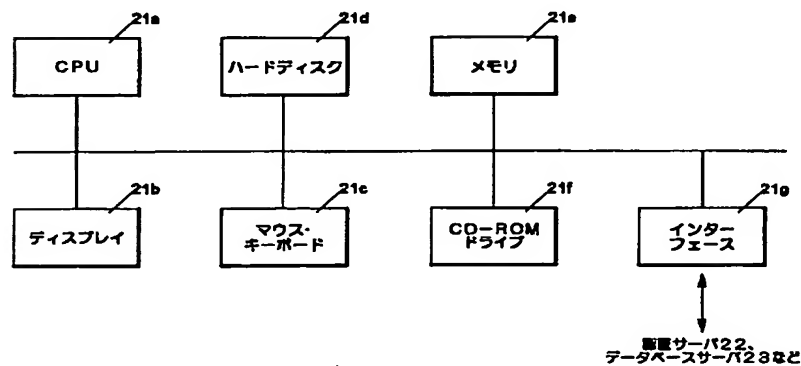 21a
21d
21e
CPU
ハードディスク
メモリ
21b
21c
21f
21g
ディスプレイ
マウス・
キーボード
CD-ROM
ドライブ
インター
フェース
サーバ22、
データベースサーバ23など